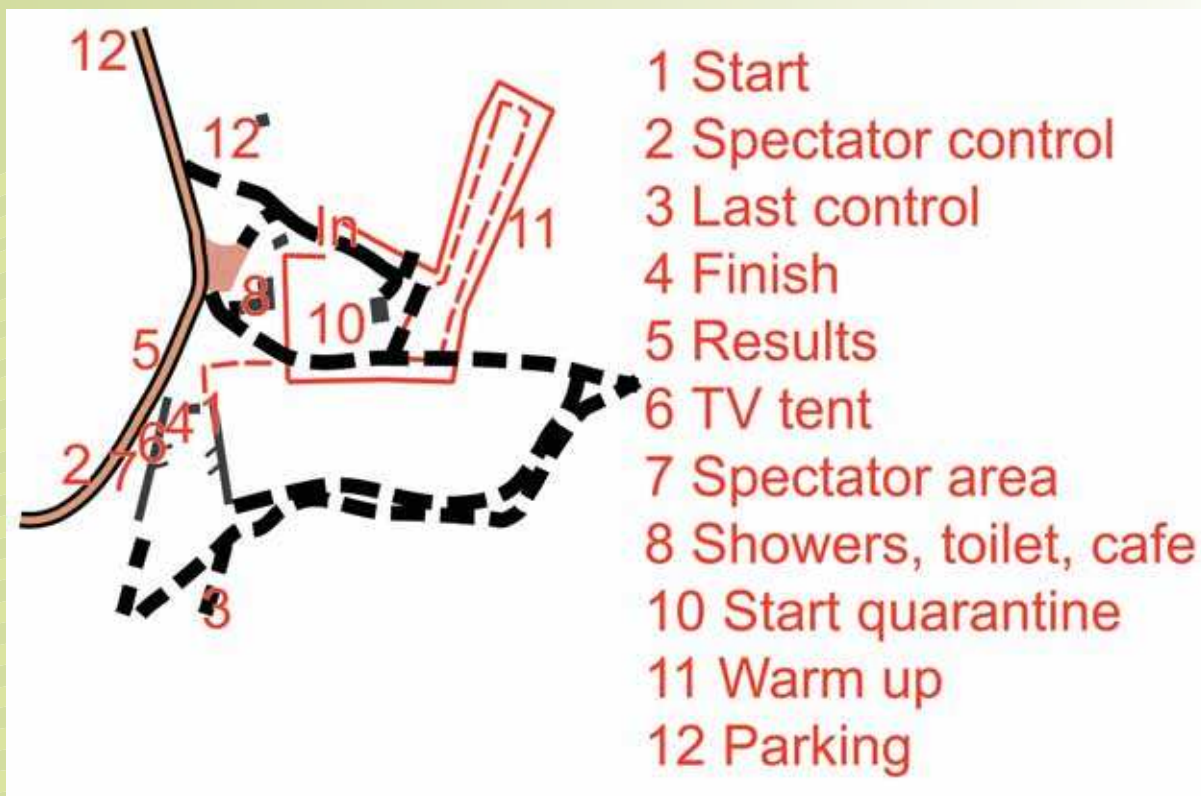 12
12
In
11
8
10
5
1
4
6
2
7
3
1 Start
2 Spectator control
3 Last control
4 Finish
5 Results
6 TV tent
7 Spectator area
8 Showers, toilet, cafe
10 Start quarantine
11 Warm up
12 Parking